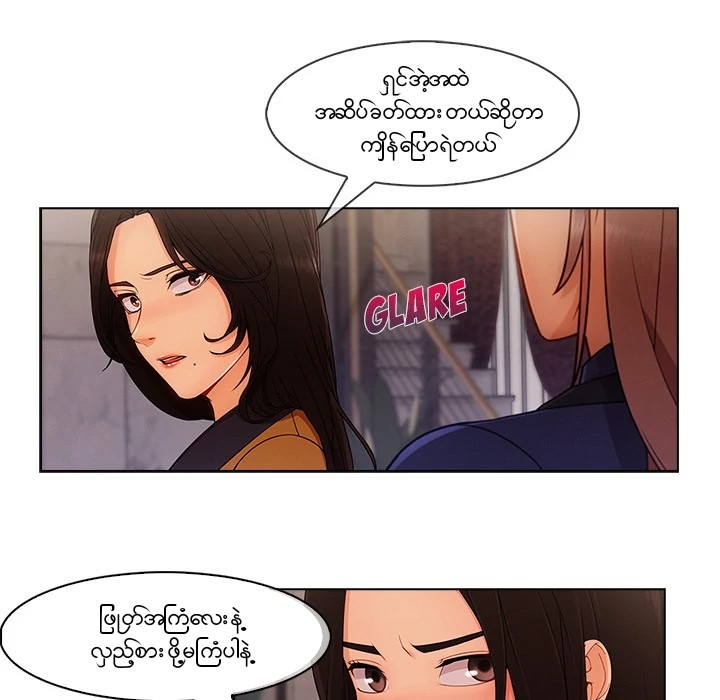 ရှင်အဲ့အထဲ
အဆိပ်ခတ်ထား တယ်ဆိုတာ
ကျိန်ပြောရဲတယ်
GLARE
ဖြုတ်အကြံလေး နဲ့
လှည့်စား ဖို့မကြံပါနဲ့